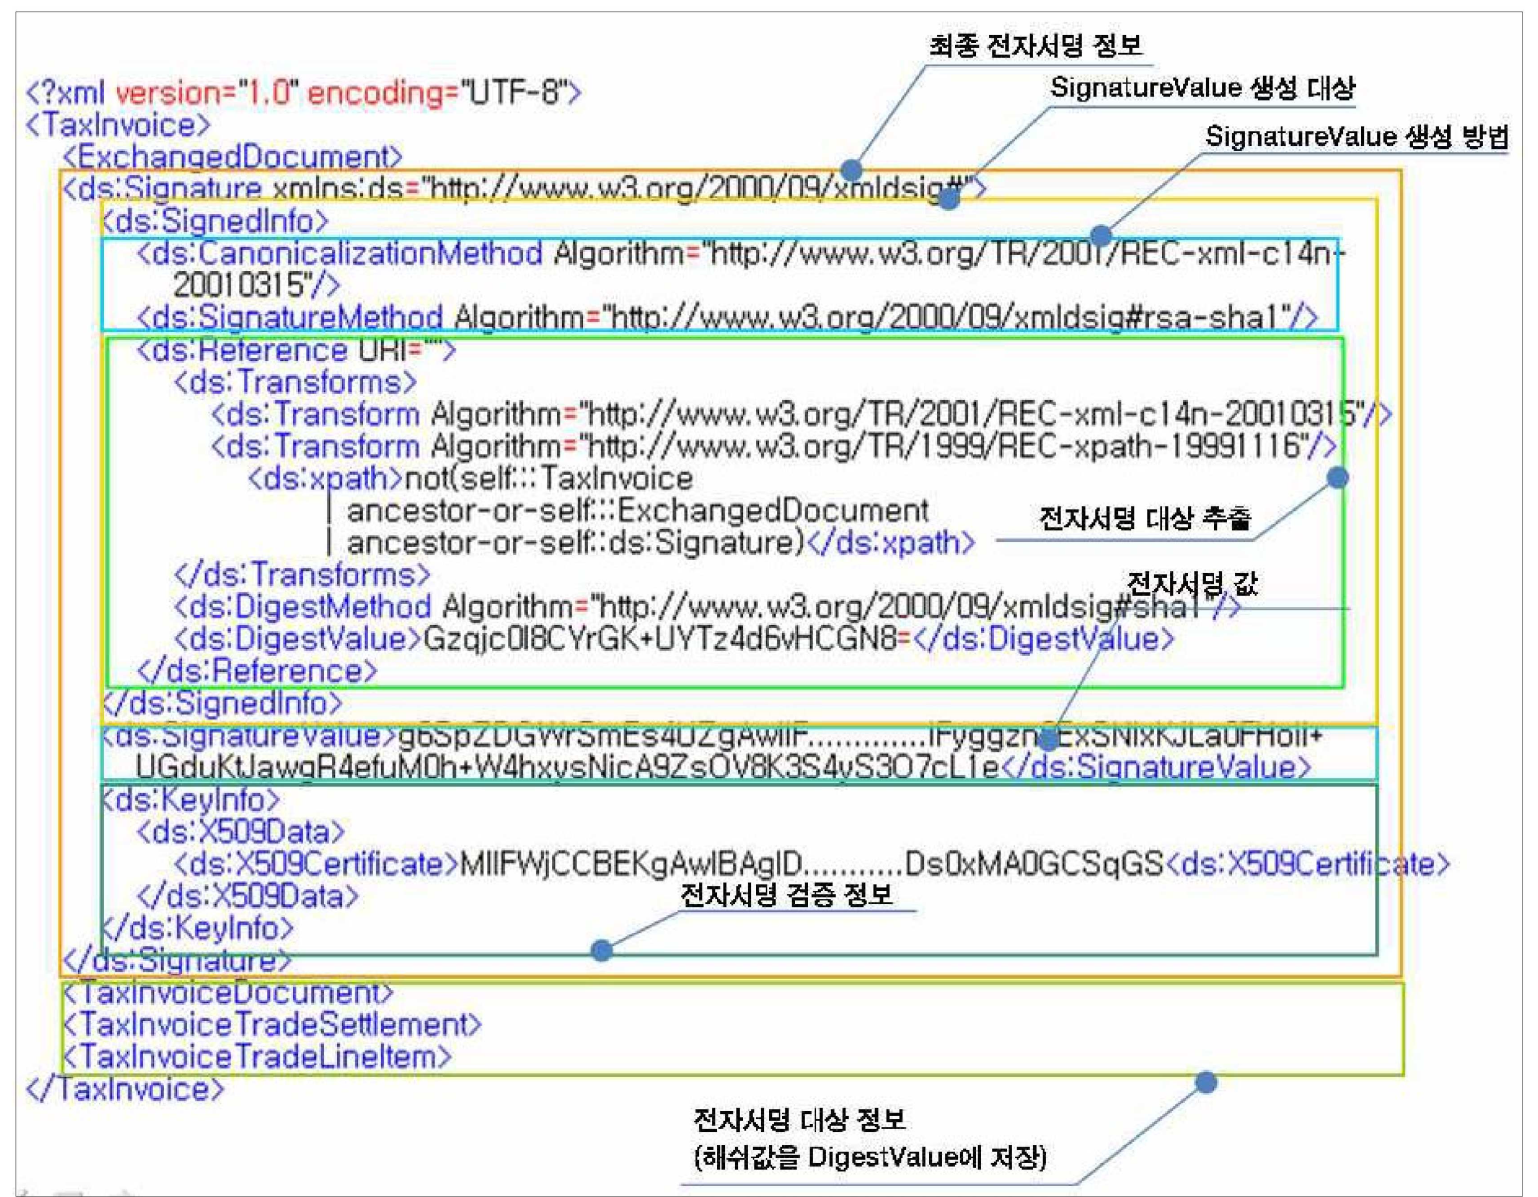 최종 전자서명 정보
SignatureValue 생성 대상
SignatureValue 생성 방법
<?xml version="1.0" encoding="UTF-8">
<TaxInvoice>
<ExchangedDocument>
<ds:Signature xmlns:ds="http://www.w3.org/2000/09/xmldsig#">
<ds:SignedInfo>
<ds:CanonicalizationMethod Algorithm="http://www.w3.org/TR/2001/REC-xml-c14n-
20010315"/>
<ds:SignatureMethod Algorithm="http://www.w3.org/2000/09/xmldsig#rsa-sha1"/>
<ds:Reference URI="">
<ds:Transforms>
<ds:Transform Algorithm="http://www.w3.org/TR/2001/REC-xml-c14n-20010315"/>
<ds:Transform Algorithm="http://www.w3.org/TR/1999/REC-xpath-19991116"/>
<ds:xpath>not(self:::TaxInvoice
| ancestor-or-self:::ExchangedDocument
전자서명 대상 추출
| ancestor-or-self::ds:Signature)</ds:xpath>
</ds:Transforms>
전자서명 값
<ds:DigestMethod Algorithm="http://www.w3.org/2000/09/xmldsig#sha1"/>
<ds:DigestValue>Gzqjc0I8CYrGK+UYTz4d6vHCGN8=</ds:DigestValue>
</ds:Reference>
</ds:SignedInfo>
<ds:SignatureValue>
UGduKtJawgR4efuM0h+W4hxysNicA9ZsOV8K3S4yS3O7cL1e</ds:SignatureValue>
<ds:KeyInfo>
<ds:X509Data>
<ds:X509Certificate>MIIFWjCCBEKgAwIBAgID...........Ds0xMA0GCSqGS<ds:X509Certificate>
</ds:X509Data>
전자서명 검증 정보
</ds:KeyInfo>
</ds:Signature>
<TaxInvoiceDocument>
<TaxInvoiceTradeSettlement>
<TaxInvoiceTradeLineItem>
</TaxInvoice>
전자서명 대상 정보
(해쉬값을 DigestValue에 저장)